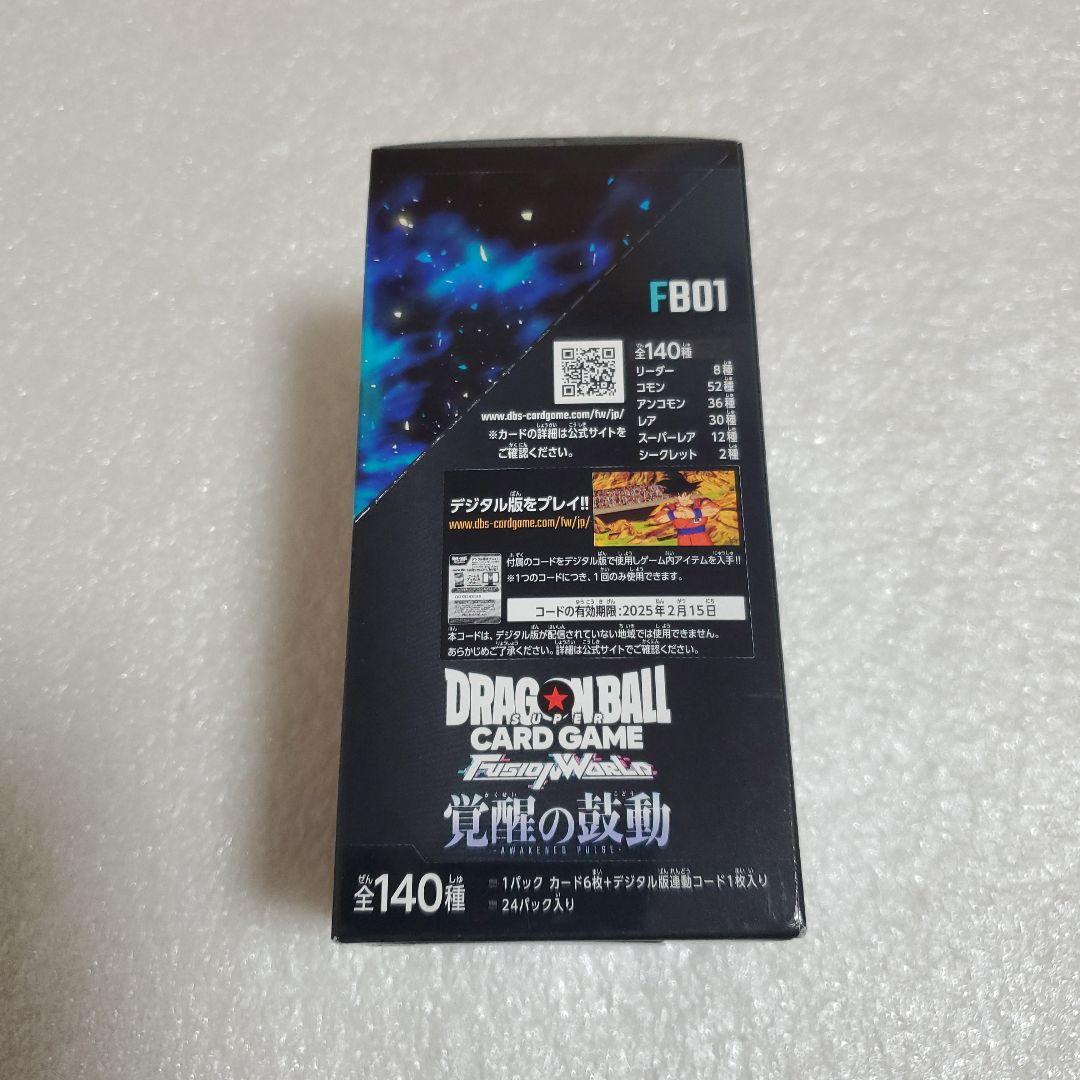 FB01
全140種
リーダー 8種
コモン 52種
アンコモン 36種
レア 30種
スーパーレア 12種
シークレット 2種
www.dbs-cardgame.com/fw/jp/
※カードの詳細は公式サイトを
ご確認ください。
デジタル版をプレイ!!
www.dbs-cardgame.com/fw/jp/
付属のコードをデジタル版で使用しゲーム内アイテムを入手!!
※1つのコードにつき、1回のみ使用できます。
コードの有効期限:2025年2月15日
本コードは、デジタル版が配信されていない地域では使用できません。
あらかじめご了承ください。詳細は公式サイトでご確認ください。
DRAGON BALL
SUPER
CARD GAME
FUSION WORLD
覚醒の鼓動
-AWAKENED PULSE-
全140種
1パック カード6枚+デジタル版連動コード1枚入り
24パック入り